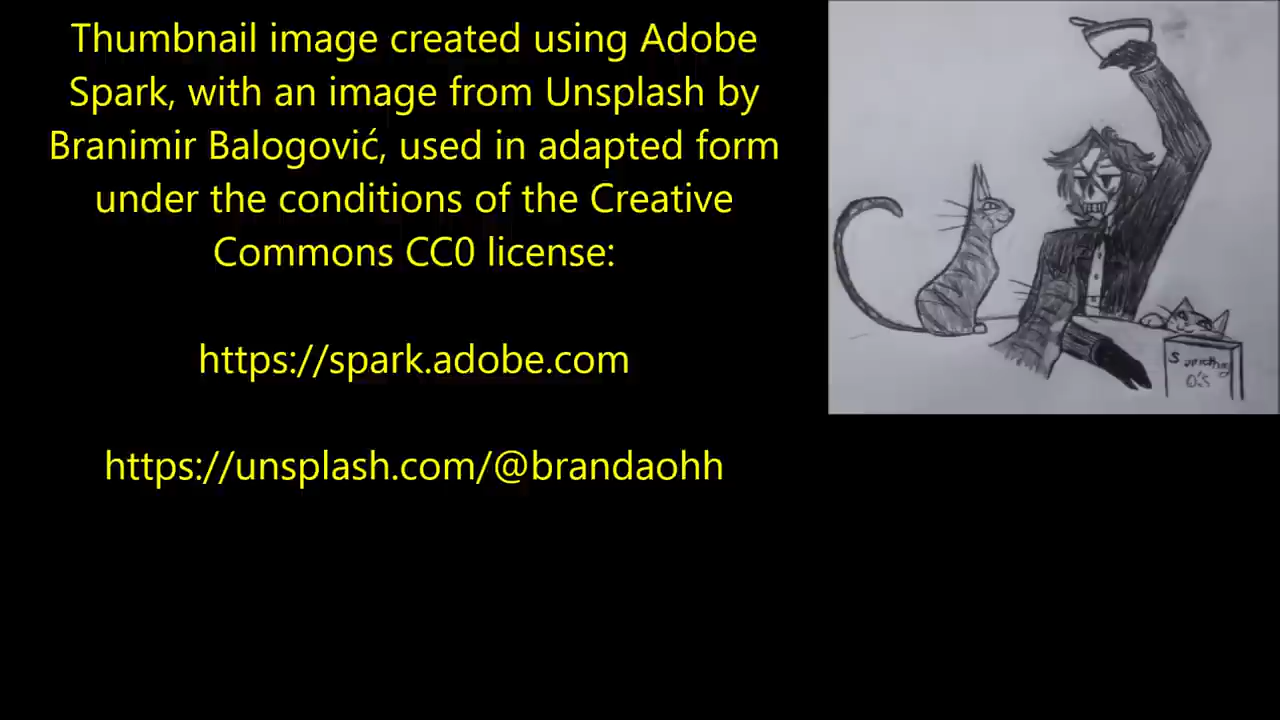 Thumbnail image created using Adobe
Spark, with an image from Unsplash by
Branimir Balogović, used in adapted form
under the conditions of the Creative
Commons CC0 license:
https://spark.adobe.com
https://unsplash.com/@brandaohh
Something
O's